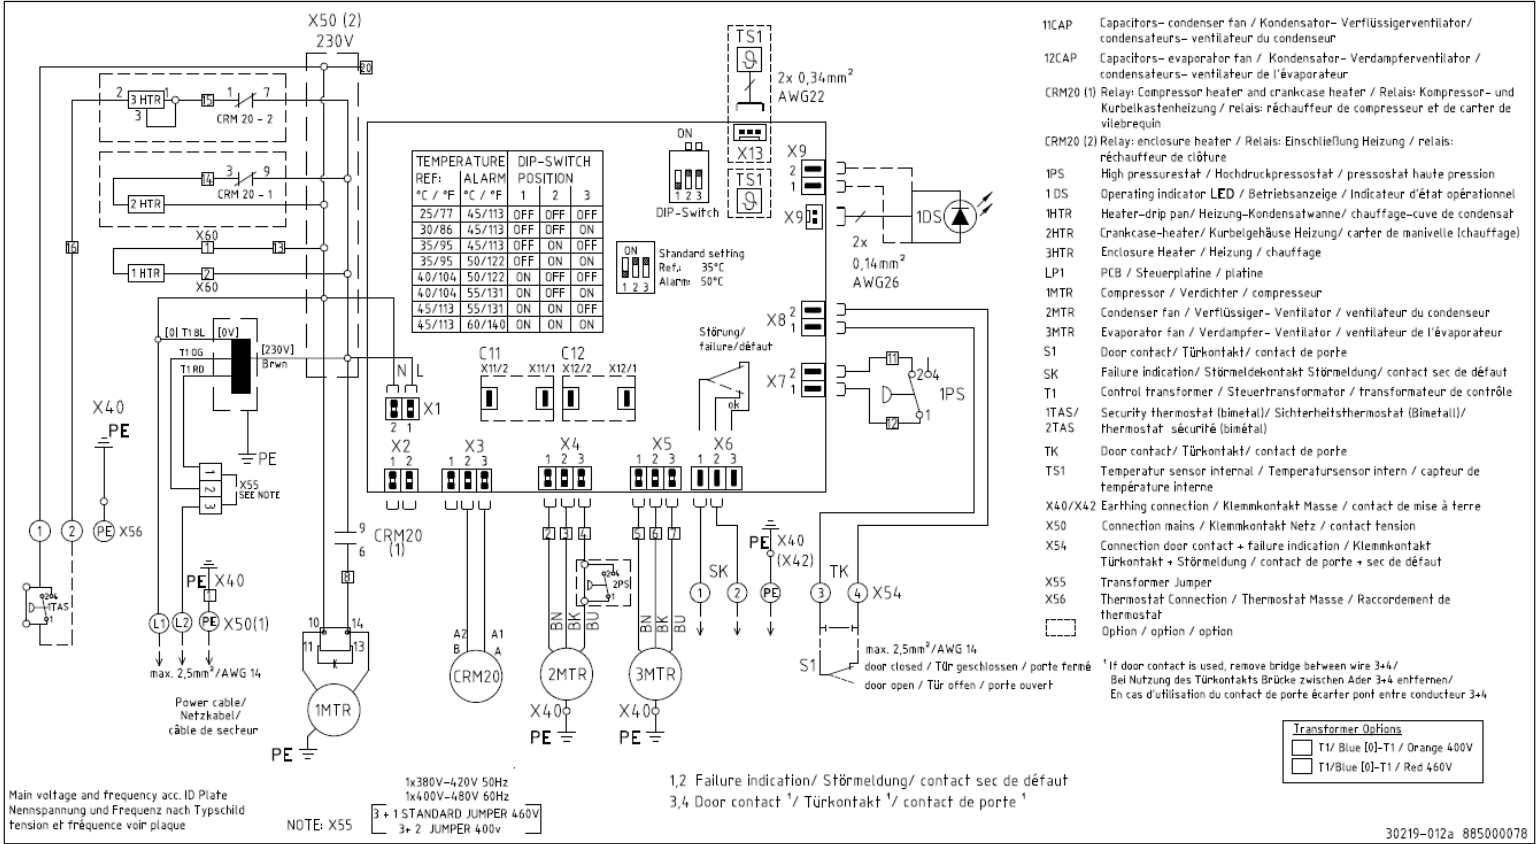 X50 (2)
230V
20
2
3 HTR
1
3
15
1
7
CRM 20 - 2
14
3
9
CRM 20 - 1
2 HTR
X60
1
13
1 HTR
2
X60
16
[0] T1 BL
[0V]
T1 OG
T1 RD
[230V]
Brwn
X40
PE
PE
1
2
3
X55
SEE NOTE
1
2
PE
X56
204
1TAS
1
PE
X40
L1
L2
PE
X50(1)
max. 2,5mm²/AWG 14
Power cable/
Netzkabel/
câble de secteur
9
6
CRM20
(1)
8
10
14
11
13
K
1MTR
PE
TEMPERATURE DIP-SWITCH
REF: ALARM POSITION
°C / °F °C / °F 1 2 3
25/77 45/113 OFF OFF OFF
30/86 45/113 OFF OFF ON
35/95 45/113 OFF ON OFF
35/95 50/122 OFF ON ON
40/104 50/122 ON OFF OFF
40/104 55/131 ON OFF ON
45/113 55/131 ON ON OFF
45/113 60/140 ON ON ON
ON
1 2 3
DIP-Switch
ON
1 2 3
Standard setting
Ref.: 35°C
Alarm: 50°C
TS1
ϑ
2x 0,34mm²
AWG22
X13
TS1
ϑ
X9
2
1
X9
1DS
2x
0,14mm²
AWG26
X8
2
1
Störung/
failure/défaut
ok
X7
2
1
11
204
1PS
1
12
C11
X11/2 X11/1
C12
X12/1 X12/1
N L
X1
2 1
X2
1 2
X3
1 2 3
X4
1 2 3
X5
1 2 3
X6
1 2 3
2 3 4
5 6 7
204
2PS
1
BN BK BU
BN BK BU
A2 A1
B A
CRM20
2MTR
3MTR
X40
PE
X40
PE
SK
1
2
PE
X40
(X42)
PE
TK
3
4
X54
max. 2,5mm²/AWG 14
S1
door closed / Tür geschlossen / porte fermé
door open / Tür offen / porte ouvert
11CAP Capacitors- condenser fan / Kondensator- Verflüssigerventilator/
condensateurs- ventilateur du condenseur
12CAP Capacitors- evaporator fan / Kondensator- Verdampferventilator /
condensateurs- ventilateur de l'évaporateur
CRM20 (1) Relay: Compressor heater and crankcase heater / Relais: Kompressor- und
Kurbelkastenheizung / relais: réchauffeur de compresseur et de carter de
vilebrequin
CRM20 (2) Relay: enclosure heater / Relais: Einschließung Heizung / relais:
réchauffeur de clôture
1PS High pressurestat / Hochdruckpressostat / pressostat haute pression
1 DS Operating indicator LED / Betriebsanzeige / Indicateur d'état opérationnel
1HTR Heater-drip pan/ Heizung-Kondensatwanne/ chauffage-cuve de condensat
2HTR Crankcase-heater/ Kurbelgehäuse Heizung/ carter de manivelle (chauffage)
3HTR Enclosure Heater / Heizung / chauffage
LP1 PCB / Steuerplatine / platine
1MTR Compressor / Verdichter / compresseur
2MTR Condenser fan / Verflüssiger- Ventilator / ventilateur du condenseur
3MTR Evaporator fan / Verdampfer- Ventilator / ventilateur de l'évaporateur
S1 Door contact/ Türkontakt/ contact de porte
SK Failure indication/ Störmeldekontakt Störmeldung/ contact sec de défaut
T1 Control transformer / Steuertransformator / transformateur de contrôle
1TAS/ Security thermostat (bimetal)/ Sichterheitsthermostat (Bimetall)/
2TAS thermostat sécurité (bimétal)
TK Door contact/ Türkontakt/ contact de porte
TS1 Temperatur sensor internal / Temperatursensor intern / capteur de
température interne
X40/X42 Earthing connection / Klemmkontakt Masse / contact de mise à terre
X50 Connection mains / Klemmkontakt Netz / contact tension
X54 Connection door contact + failure indication / Klemmkontakt
Türkontakt + Störmeldung / contact de porte + sec de défaut
X55 Transformer Jumper
X56 Thermostat Connection / Thermostat Masse / Raccordement de
thermostat
Option / option / option
¹ If door contact is used, remove bridge between wire 3+4/
Bei Nutzung des Türkontakts Brücke zwischen Ader 3+4 entfernen/
En cas d'utilisation du contact de porte écarter pont entre conducteur 3+4
Transformer Options
T1/ Blue [0]-T1 / Orange 400V
T1/Blue [0]-T1 / Red 460V
Main voltage and frequency acc. ID Plate
Nennspannung und Frequenz nach Typschild
tension et fréquence voir plaque
1x380V-420V 50Hz
1x400V-480V 60Hz
NOTE: X55
3 + 1 STANDARD JUMPER 460V
3+ 2 JUMPER 400v
1,2 Failure indication/ Störmeldung/ contact sec de défaut
3,4 Door contact ¹/ Türkontakt ¹/ contact de porte ¹
30219-012a 885000078